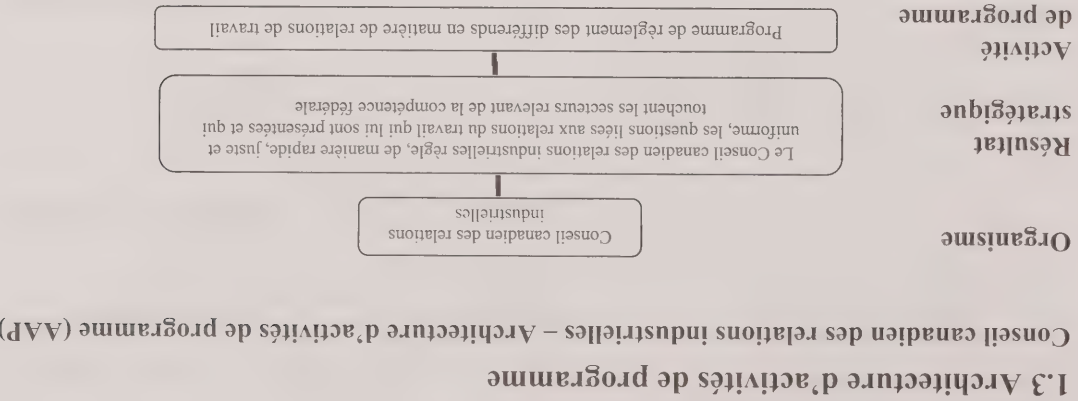 1.3 Architecture d'activités de programme
Conseil canadien des relations industrielles – Architecture d'activités de programme (AAP)
Organisme
Conseil canadien des relations
industrielles
Résultat
stratégique
Le Conseil canadien des relations industrielles règle, de manière rapide, juste et
uniforme, les questions liées aux relations du travail qui lui sont présentées et qui
touchent les secteurs relevant de la compétence fédérale
Activité
de programme
Programme de règlement des différends en matière de relations de travail